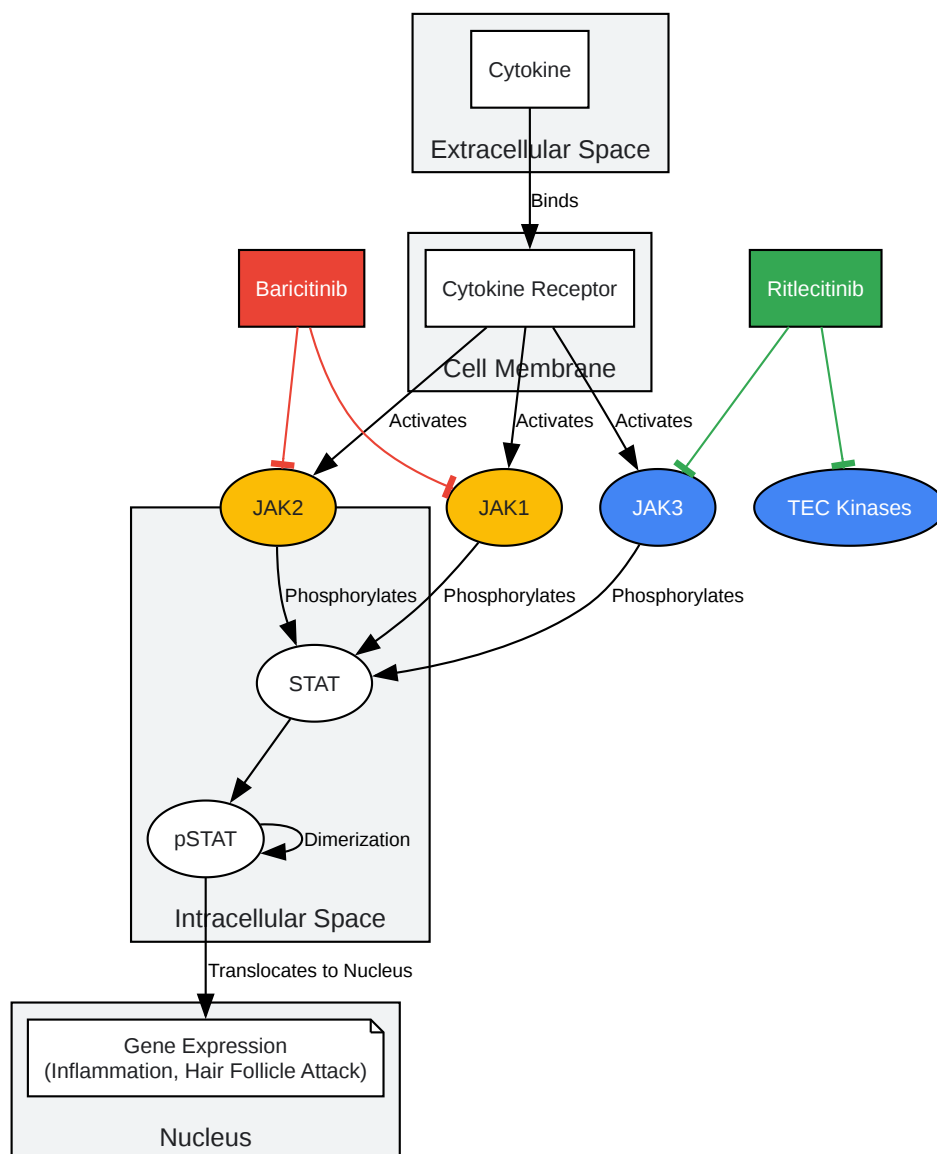 Cytokine
Extracellular Space
Binds
Baricitinib
Cytokine Receptor
Ritlecitinib
Cell Membrane
Activates
Activates
Activates
JAK2
JAK1
JAK3
TEC Kinases
Phosphorylates
Phosphorylates
Phosphorylates
STAT
pSTAT
Dimerization
Intracellular Space
Translocates to Nucleus
Gene Expression
(Inflammation, Hair Follicle Attack)
Nucleus